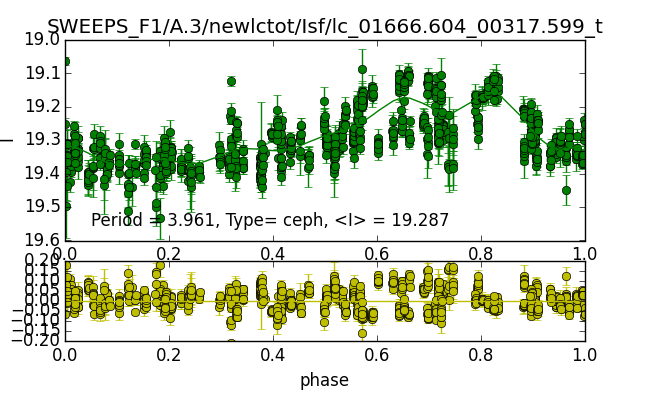 SWEEPS_F1/A.3/newlctot/lsf/lc_01666.604_00317.599_t
19.0
19.1
19.2
I
19.3
19.4
19.5
Period = 3.961, Type= ceph, <I> = 19.287
19.6
0.0 0.2 0.4 0.6 0.8 1.0
0.20
0.15
0.10
0.05
0.00
−0.05
−0.10
−0.15
−0.20
0.0 0.2 0.4 0.6 0.8 1.0
phase